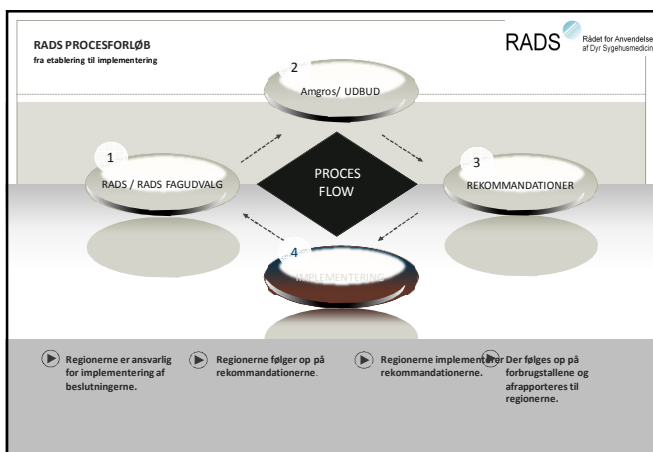 RADS PROCESFORLØB
fra etablering til implementering
RADS
Rådet for Anvendelse
af Dyr Sygehusmedicin
2
Amgros/ UDBUD
1
RADS / RADS FAGUDVALG
PROCES
FLOW
3
REKOMMANDATIONER
4
IMPLEMENTERING
Regionerne er ansvarlig
for implementering af
beslutningerne.
Regionerne følger op på
rekommandationerne.
Regionerne implementerer
rekommandationerne.
Der følges op på
forbrugstallene og
afrapporteres til
regionerne.